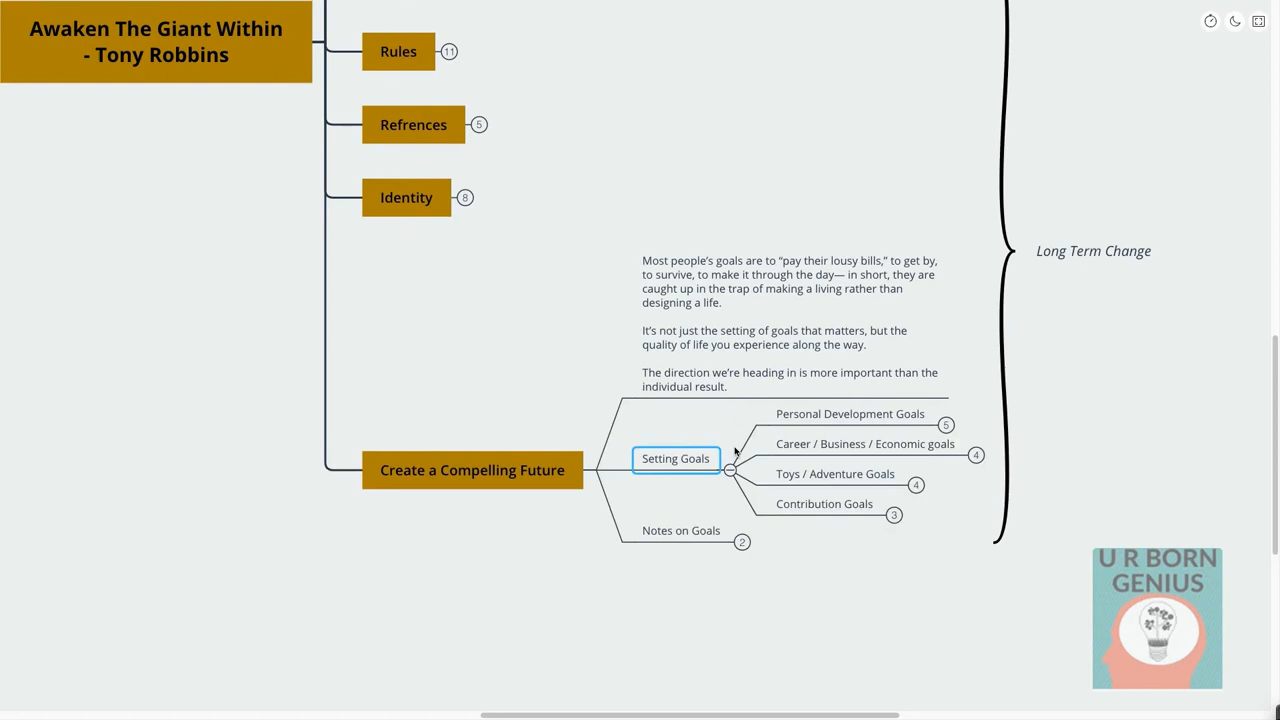 Awaken The Giant Within
- Tony Robbins
Rules
11
Refrences
5
Identity
8
Long Term Change
Most people's goals are to “pay their lousy bills,” to get by,
to survive, to make it through the day— in short, they are
caught up in the trap of making a living rather than
designing a life.
It’s not just the setting of goals that matters, but the
quality of life you experience along the way.
The direction we’re heading in is more important than the
individual result.
Create a Compelling Future
Setting Goals
Personal Development Goals
5
Career / Business / Economic goals
4
Toys / Adventure Goals
4
Contribution Goals
3
Notes on Goals
2
U R BORN
GENIUS